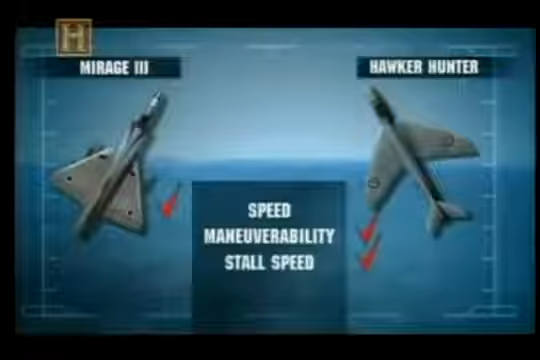 H
MIRAGE III
HAWKER HUNTER
SPEED
MANEUVERABILITY
STALL SPEED